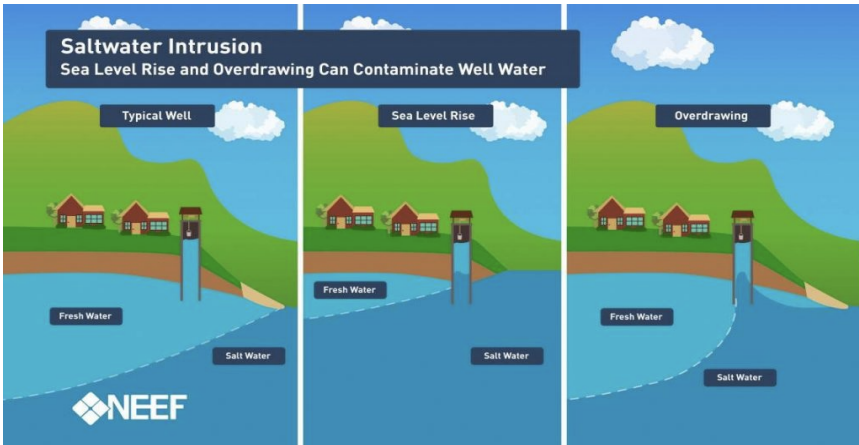 Saltwater Intrusion
Sea Level Rise and Overdrawing Can Contaminate Well Water
Typical Well
Sea Level Rise
Overdrawing
Fresh Water
Salt Water
Fresh Water
Salt Water
Fresh Water
Salt Water
NEEF